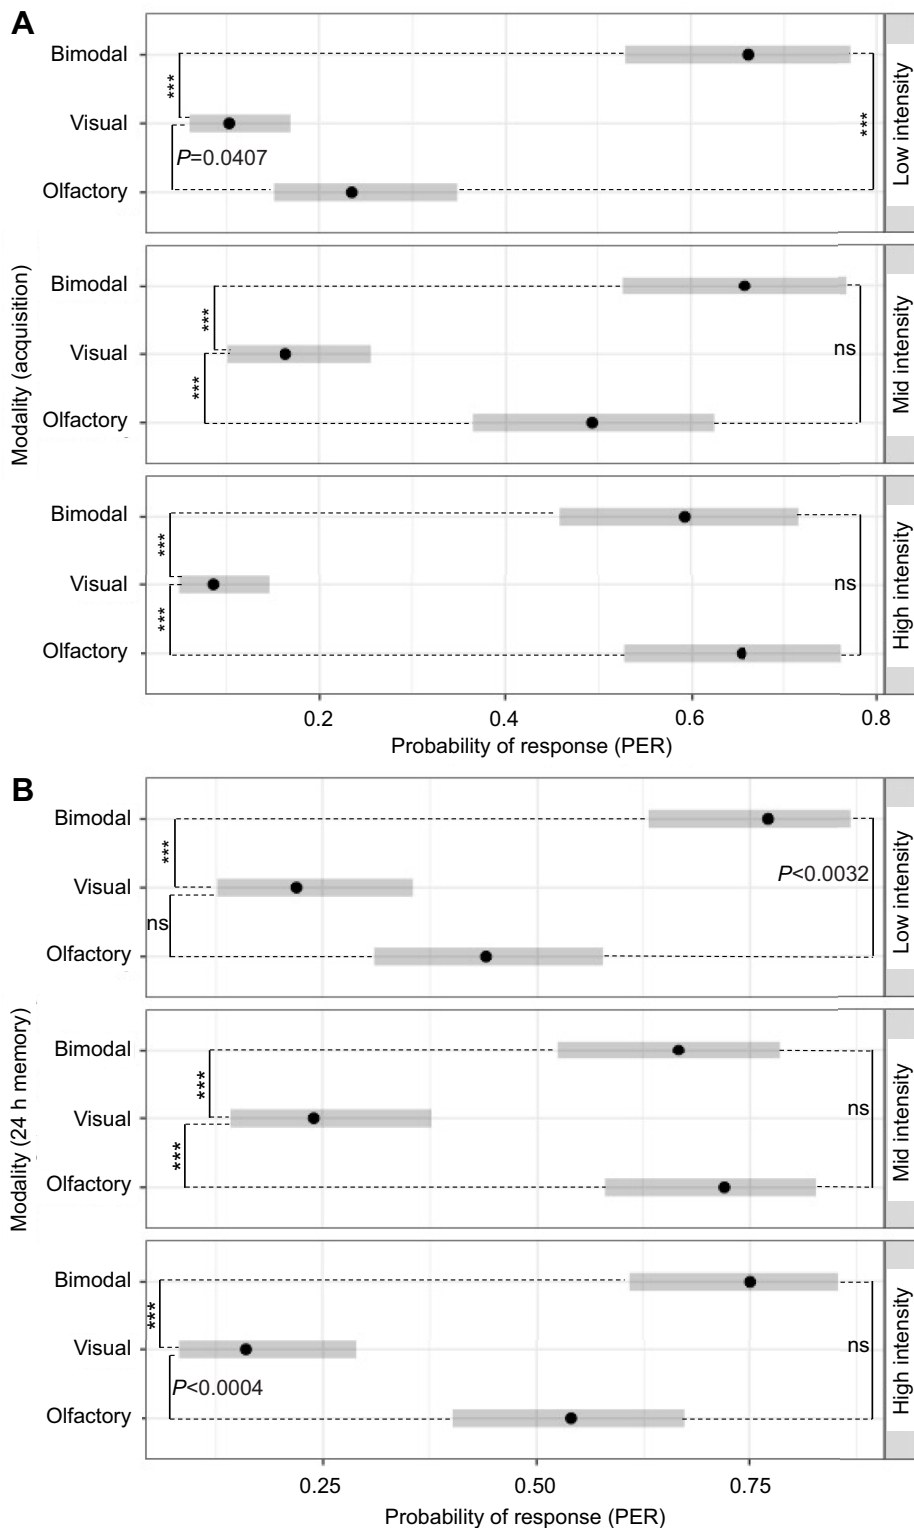 A
Bimodal
***
Visual
P=0.0407
Olfactory
***
Low intensity
Modality (acquisition)
Bimodal
***
Visual
***
Olfactory
ns
Mid intensity
Bimodal
***
Visual
***
Olfactory
ns
High intensity
0.2 0.4 0.6 0.8
Probability of response (PER)
B
Bimodal
***
Visual
ns
Olfactory
P<0.0032
Low intensity
Modality (24 h memory)
Bimodal
***
Visual
***
Olfactory
ns
Mid intensity
Bimodal
***
Visual
P<0.0004
Olfactory
ns
High intensity
0.25 0.50 0.75
Probability of response (PER)